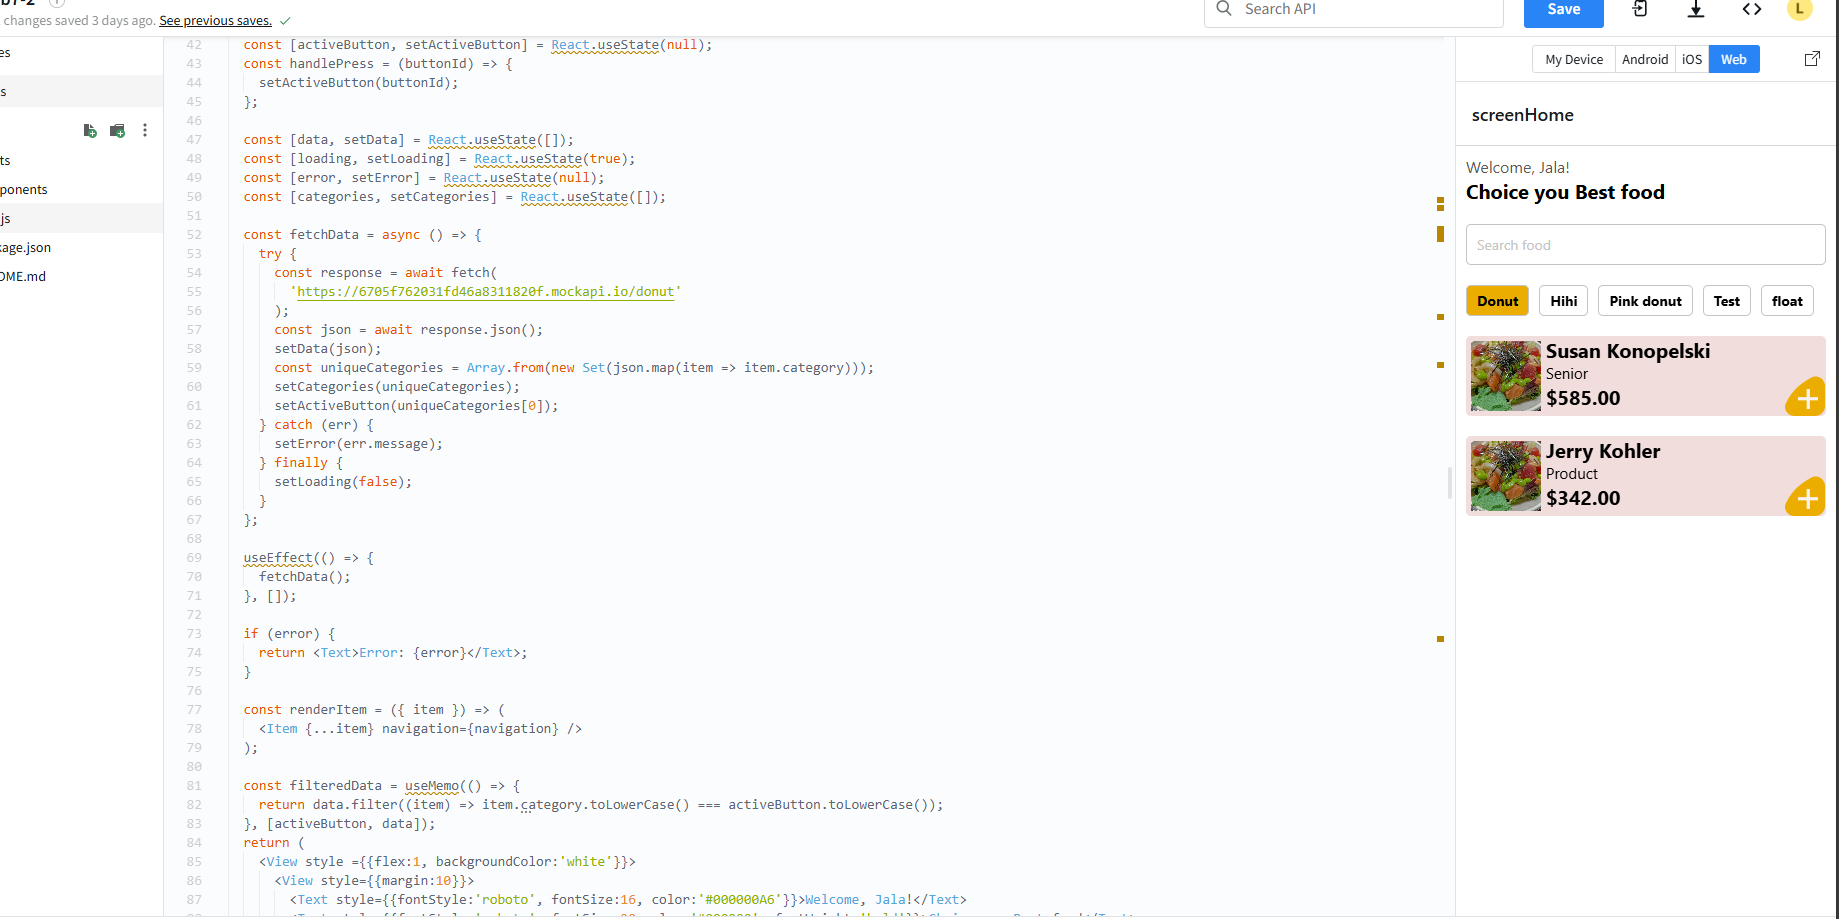 b7-2
changes saved 3 days ago. See previous saves.
Search API
Save
L
es
s
ts
ponents
js
kage.json
OME.md
42 const [activeButton, setActiveButton] = React.useState(null);
43 const handlePress = (buttonId) => {
44 setActiveButton(buttonId);
45 };
46
47 const [data, setData] = React.useState([]);
48 const [loading, setLoading] = React.useState(true);
49 const [error, setError] = React.useState(null);
50 const [categories, setCategories] = React.useState([]);
51
52 const fetchData = async () => {
53 try {
54 const response = await fetch(
55 'https://6705f762031fd46a8311820f.mockapi.io/donut'
56 );
57 const json = await response.json();
58 setData(json);
59 const uniqueCategories = Array.from(new Set(json.map(item => item.category)));
60 setCategories(uniqueCategories);
61 setActiveButton(uniqueCategories[0]);
62 } catch (err) {
63 setError(err.message);
64 } finally {
65 setLoading(false);
66 }
67 };
68
69 useEffect(() => {
70 fetchData();
71 }, []);
72
73 if (error) {
74 return <Text>Error: {error}</Text>;
75 }
76
77 const renderItem = ({ item }) => (
78 <Item {...item} navigation={navigation} />
79 );
80
81 const filteredData = useMemo(() => {
82 return data.filter((item) => item.category.toLowerCase() === activeButton.toLowerCase());
83 }, [activeButton, data]);
84 return (
85 <View style ={{flex:1, backgroundColor:'white'}}>
86 <View style={{margin:10}}>
87 <Text style={{fontStyle:'roboto', fontSize:16, color:'#000000A6'}}>Welcome, Jala!</Text>
My Device Android iOS Web
screenHome
Welcome, Jala!
Choice you Best food
Search food
Donut Hihi Pink donut Test float
Susan Konopelski
Senior
$585.00
Jerry Kohler
Product
$342.00